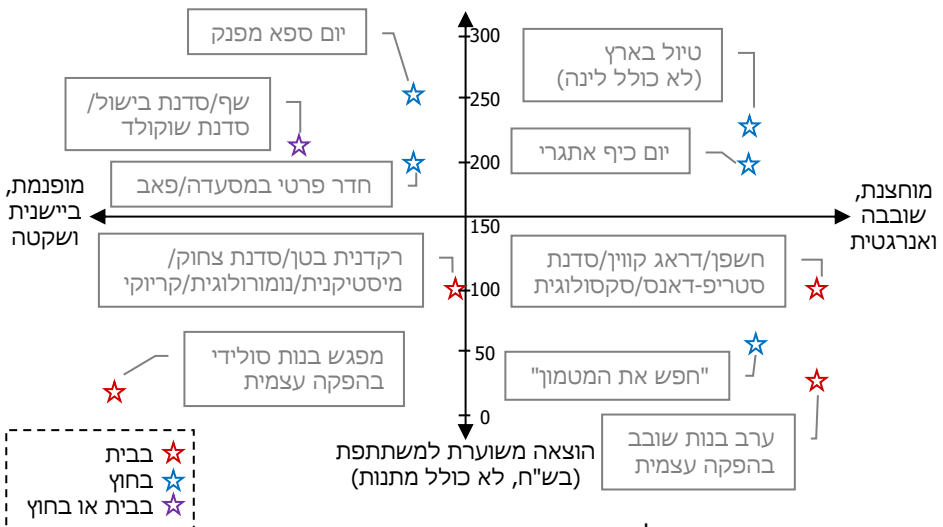 יום ספא מפנק
300
טיול בארץ
(לא כולל לינה)
250
שף/סדנת בישול/
סדנת שוקולד
יום כיף אתגרי
200
חדר פרטי במסעדה/פאב
מוחצנת,
שובבה
ואנרגטית
מופנמת,
ביישנית
ושקטה
150
חשפן/דראג קווין/סדנת
סטריפ-דאנס/סקסולוגית
רקדנית בטן/סדנת צחוק/
מיסטיקנית/נומורולוגית/קריוקי
100
50
מפגש בנות סולידי
בהפקה עצמית
"חפש את המטמון"
0
ערב בנות שובב
בהפקה עצמית
הוצאה משוערת למשתתפת
(בש"ח, לא כולל מתנות)
בבית
בחוץ
בבית או בחוץ